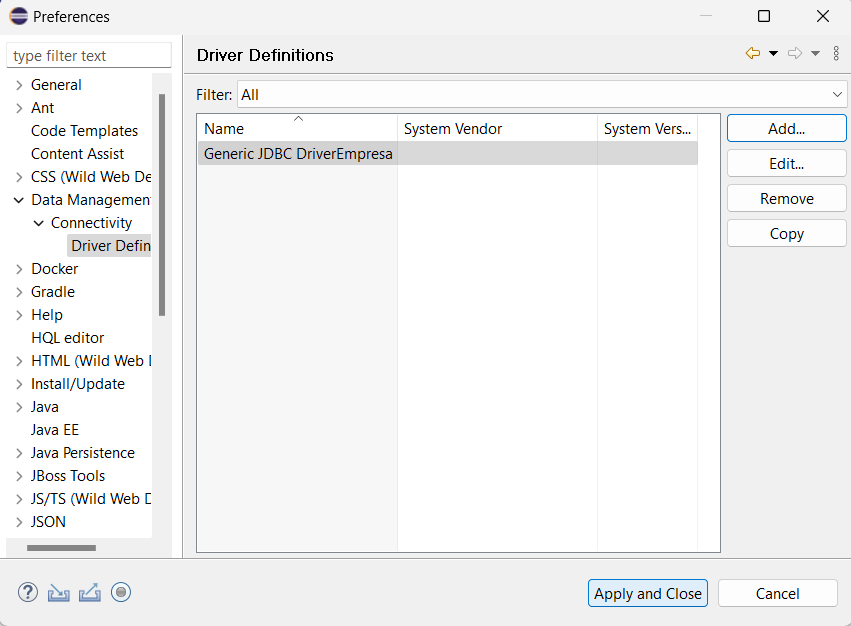 Preferences
type filter text
General
Ant
Code Templates
Content Assist
CSS (Wild Web De
Data Management
Connectivity
Driver Defin
Docker
Gradle
Help
HQL editor
HTML (Wild Web D
Install/Update
Java
Java EE
Java Persistence
JBoss Tools
JS/TS (Wild Web D
JSON
Driver Definitions
Filter: All
Name System Vendor System Vers...
Generic JDBC DriverEmpresa
Add...
Edit...
Remove
Copy
Apply and Close Cancel